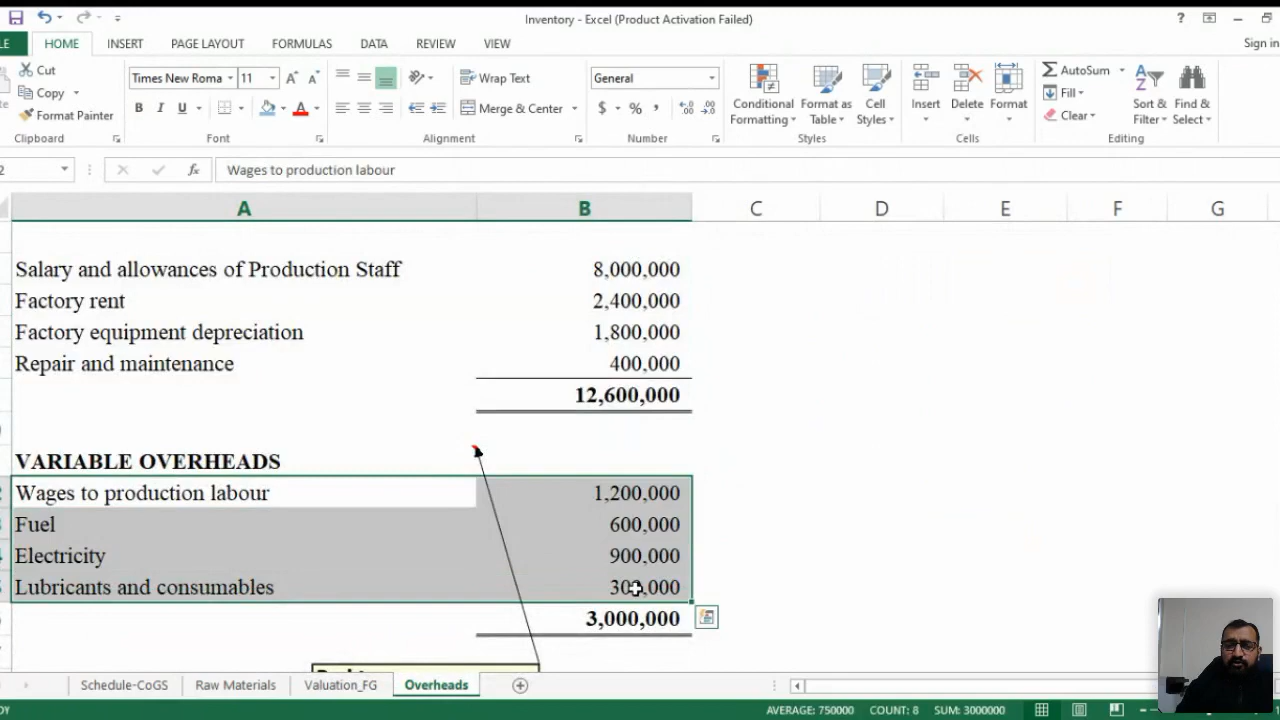 Inventory - Excel (Product Activation Failed)
HOME INSERT PAGE LAYOUT FORMULAS DATA REVIEW VIEW Sign in
Cut
Copy
Format Painter
Clipboard
Times New Roma 11
B I U
Font
Wrap Text
Merge & Center
Alignment
General
$ % ,
Number
Conditional Formatting
Format as Table
Cell Styles
Styles
Insert Delete Format
Cells
AutoSum
Fill
Clear
Sort & Filter
Find & Select
Editing
fx Wages to production labour
A B C D E F G
Salary and allowances of Production Staff 8,000,000
Factory rent 2,400,000
Factory equipment depreciation 1,800,000
Repair and maintenance 400,000
12,600,000
VARIABLE OVERHEADS
Wages to production labour 1,200,000
Fuel 600,000
Electricity 900,000
Lubricants and consumables 300,000
3,000,000
Schedule-CoGS Raw Materials Valuation_FG Overheads
AVERAGE: 750000 COUNT: 8 SUM: 3000000